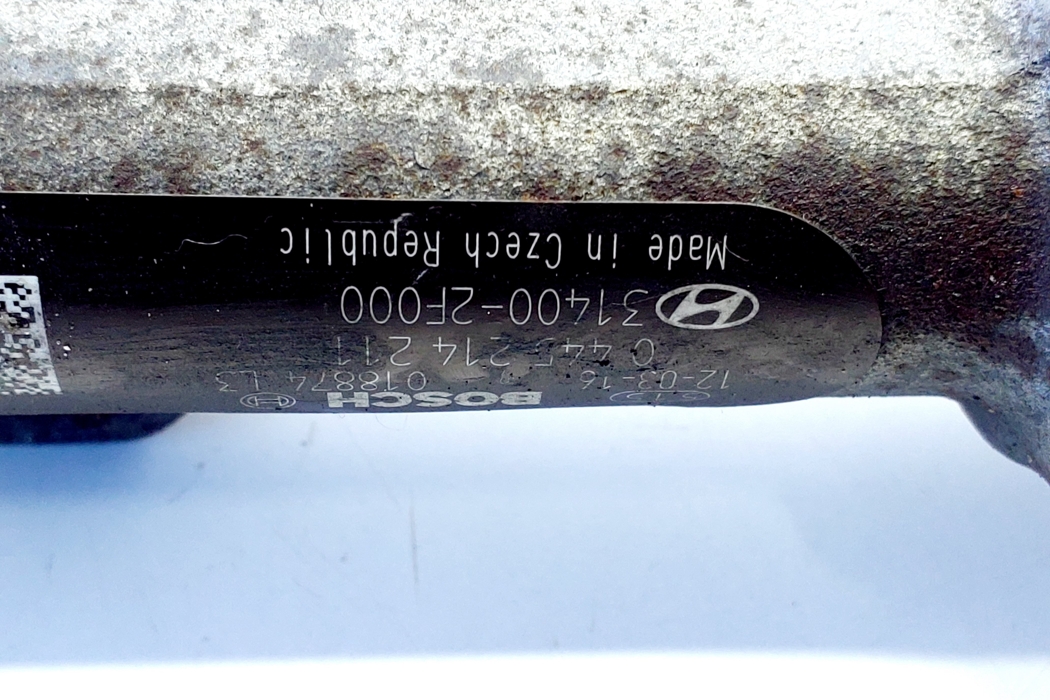 BOSCH
12-03-16 018874 L3
0 445 214 211
31400-2F000
Made in Czech Republic